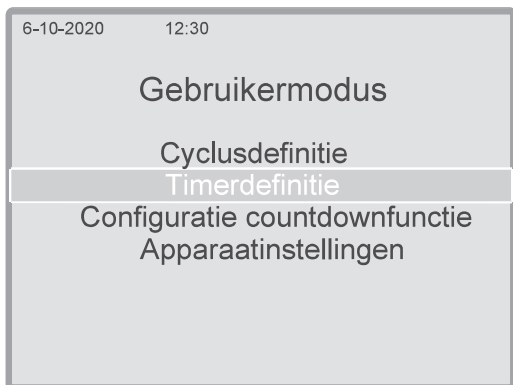 6-10-2020 12:30
Gebruikermodus
Cyclusdefinitie
Timerdefinitie
Configuratie countdownfunctie
Apparaatinstellingen